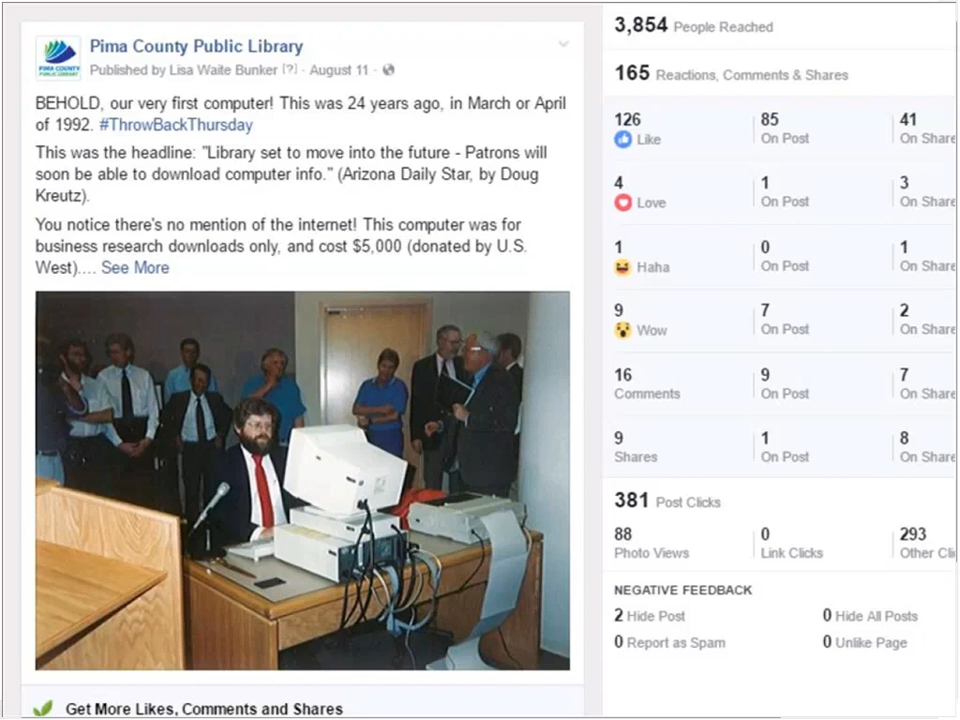 Pima County Public Library
PIMA COUNTY
PUBLIC LIBRARY
Published by Lisa Waite Bunker [?] · August 11 ·
BEHOLD, our very first computer! This was 24 years ago, in March or April
of 1992. #ThrowBackThursday
This was the headline: "Library set to move into the future - Patrons will
soon be able to download computer info." (Arizona Daily Star, by Doug
Kreutz).
You notice there's no mention of the internet! This computer was for
business research downloads only, and cost $5,000 (donated by U.S.
West).... See More
Get More Likes, Comments and Shares
3,854 People Reached
165 Reactions, Comments & Shares
126 85 41
Like On Post On Share
4 1 3
Love On Post On Share
1 0 1
Haha On Post On Share
9 7 2
Wow On Post On Share
16 9 7
Comments On Post On Share
9 1 8
Shares On Post On Share
381 Post Clicks
88 0 293
Photo Views Link Clicks Other Cli
NEGATIVE FEEDBACK
2 Hide Post 0 Hide All Posts
0 Report as Spam 0 Unlike Page